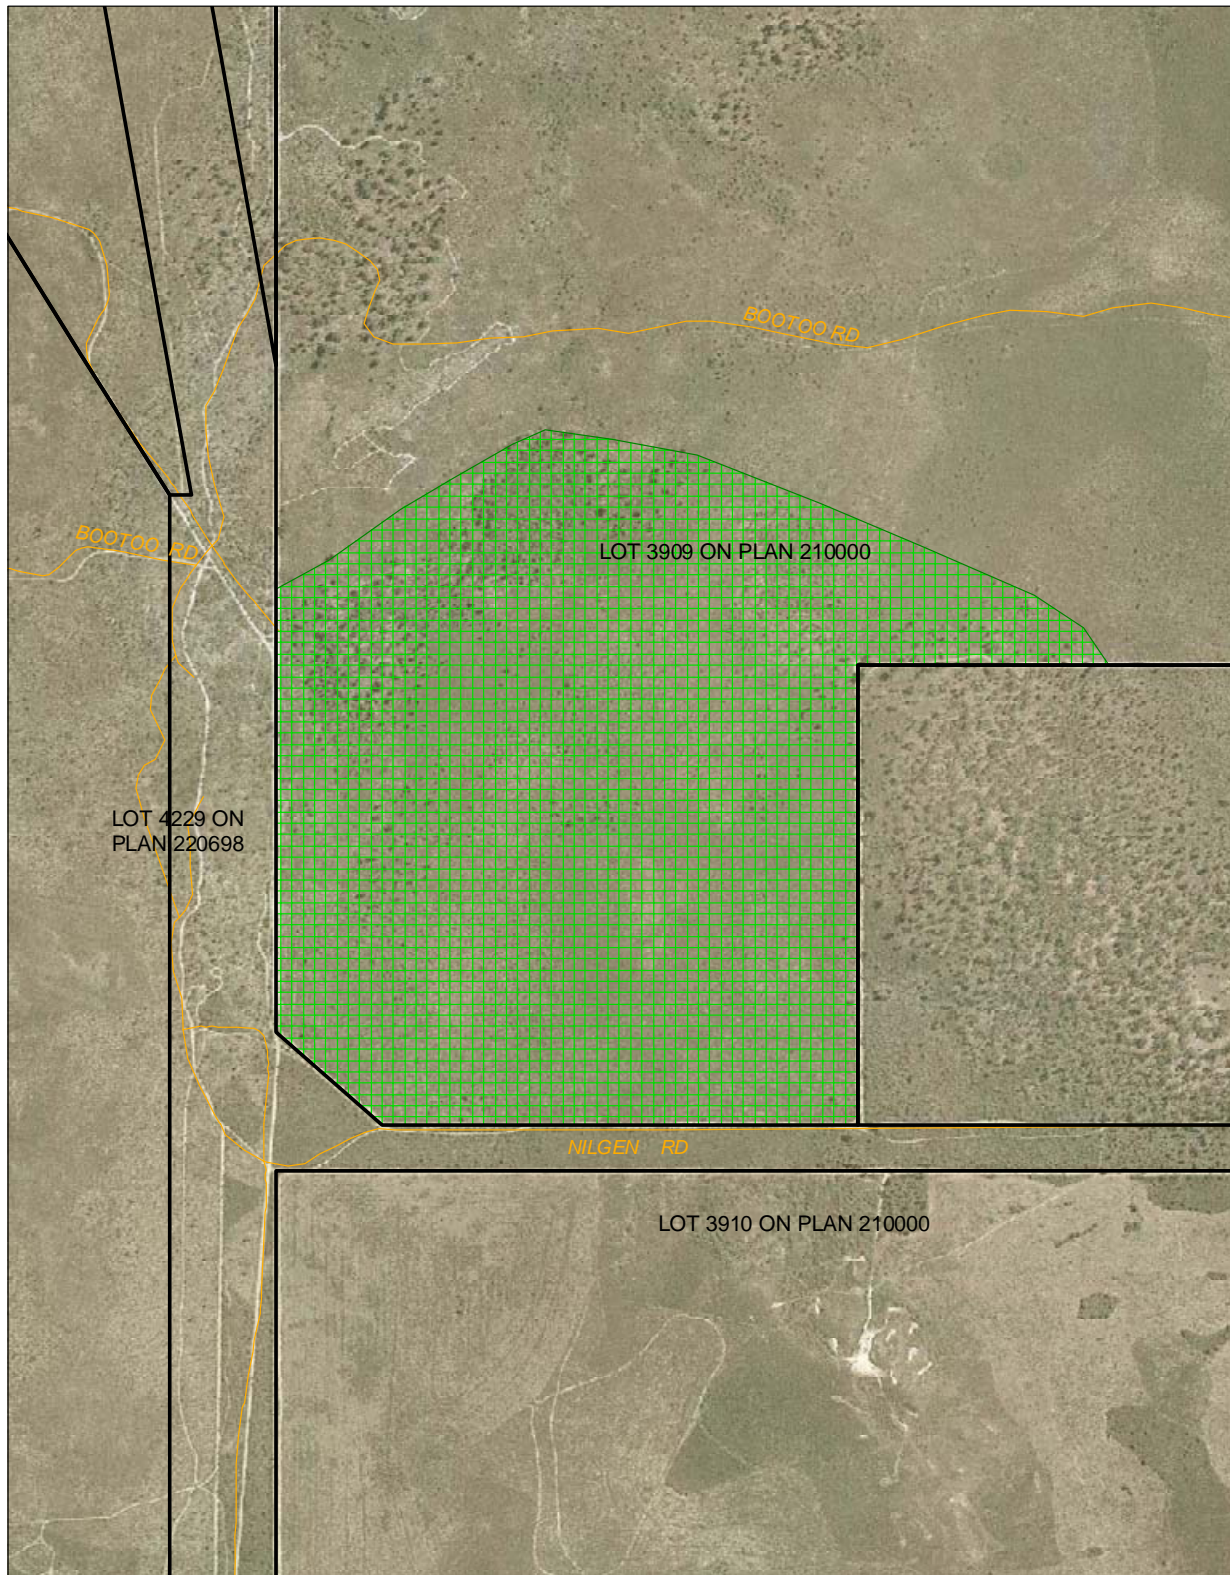 BOOTOO RD
BOOTOO RD
LOT 3909 ON PLAN 210000
LOT 4229 ON
PLAN 220698
NILGEN RD
LOT 3910 ON PLAN 210000